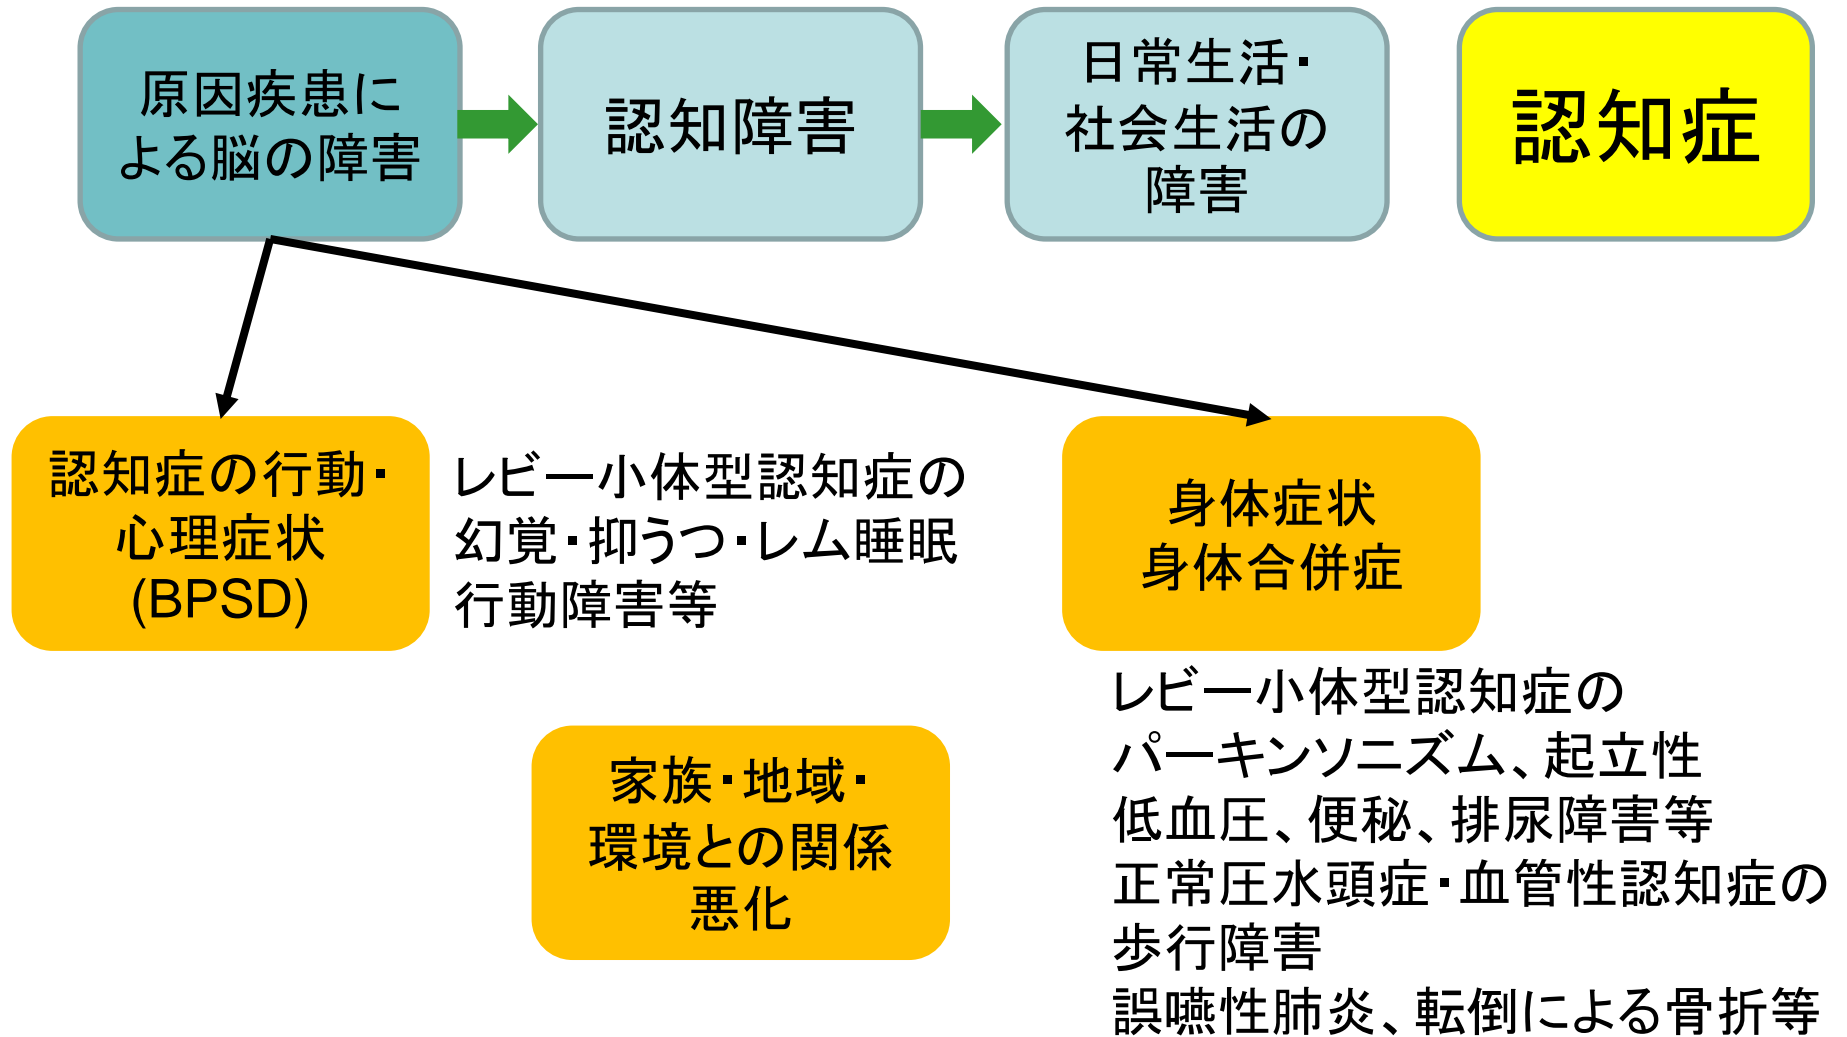 原因疾患に
よる脳の障害
認知障害
日常生活・
社会生活の
障害
認知症
認知症の行動・
心理症状
(BPSD)
レビー小体型認知症の
幻覚・抑うつ・レム睡眠
行動障害等
身体症状
身体合併症
レビー小体型認知症の
パーキンソニズム、起立性
低血圧、便秘、排尿障害等
正常圧水頭症・血管性認知症の
歩行障害
誤嚥性肺炎、転倒による骨折等
家族・地域・
環境との関係
悪化